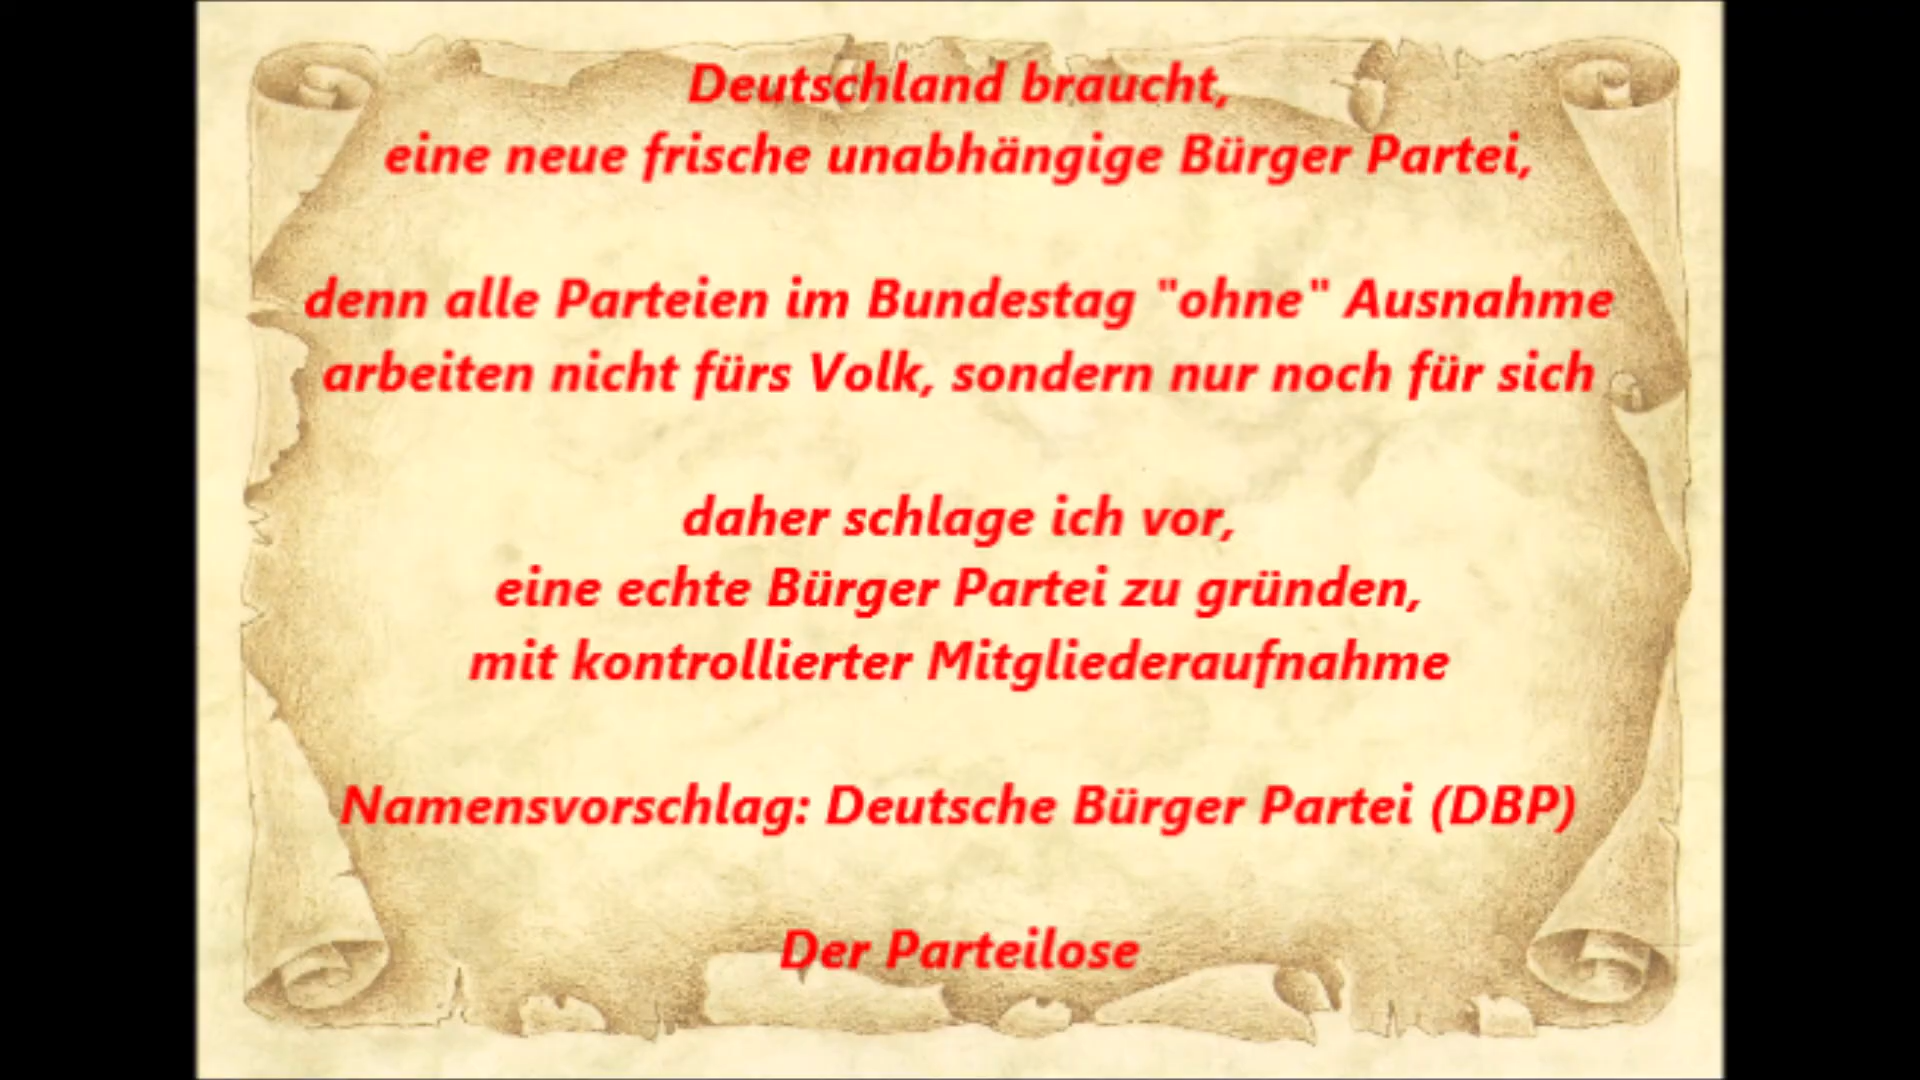 Deutschland braucht,
eine neue frische unabhängige Bürger Partei,
denn alle Parteien im Bundestag "ohne" Ausnahme
arbeiten nicht fürs Volk, sondern nur noch für sich
daher schlage ich vor,
eine echte Bürger Partei zu gründen,
mit kontrollierter Mitgliederaufnahme
Namensvorschlag: Deutsche Bürger Partei (DBP)
Der Parteilose